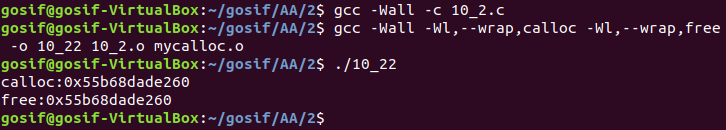 gosif@gosif-VirtualBox:~/gosif/AA/2$ gcc -Wall -c 10_2.c
gosif@gosif-VirtualBox:~/gosif/AA/2$ gcc -Wall -Wl,--wrap,calloc -Wl,--wrap,free
 -o 10_22 10_2.o mycalloc.o
gosif@gosif-VirtualBox:~/gosif/AA/2$ ./10_22
calloc:0x55b68dade260
free:0x55b68dade260
gosif@gosif-VirtualBox:~/gosif/AA/2$